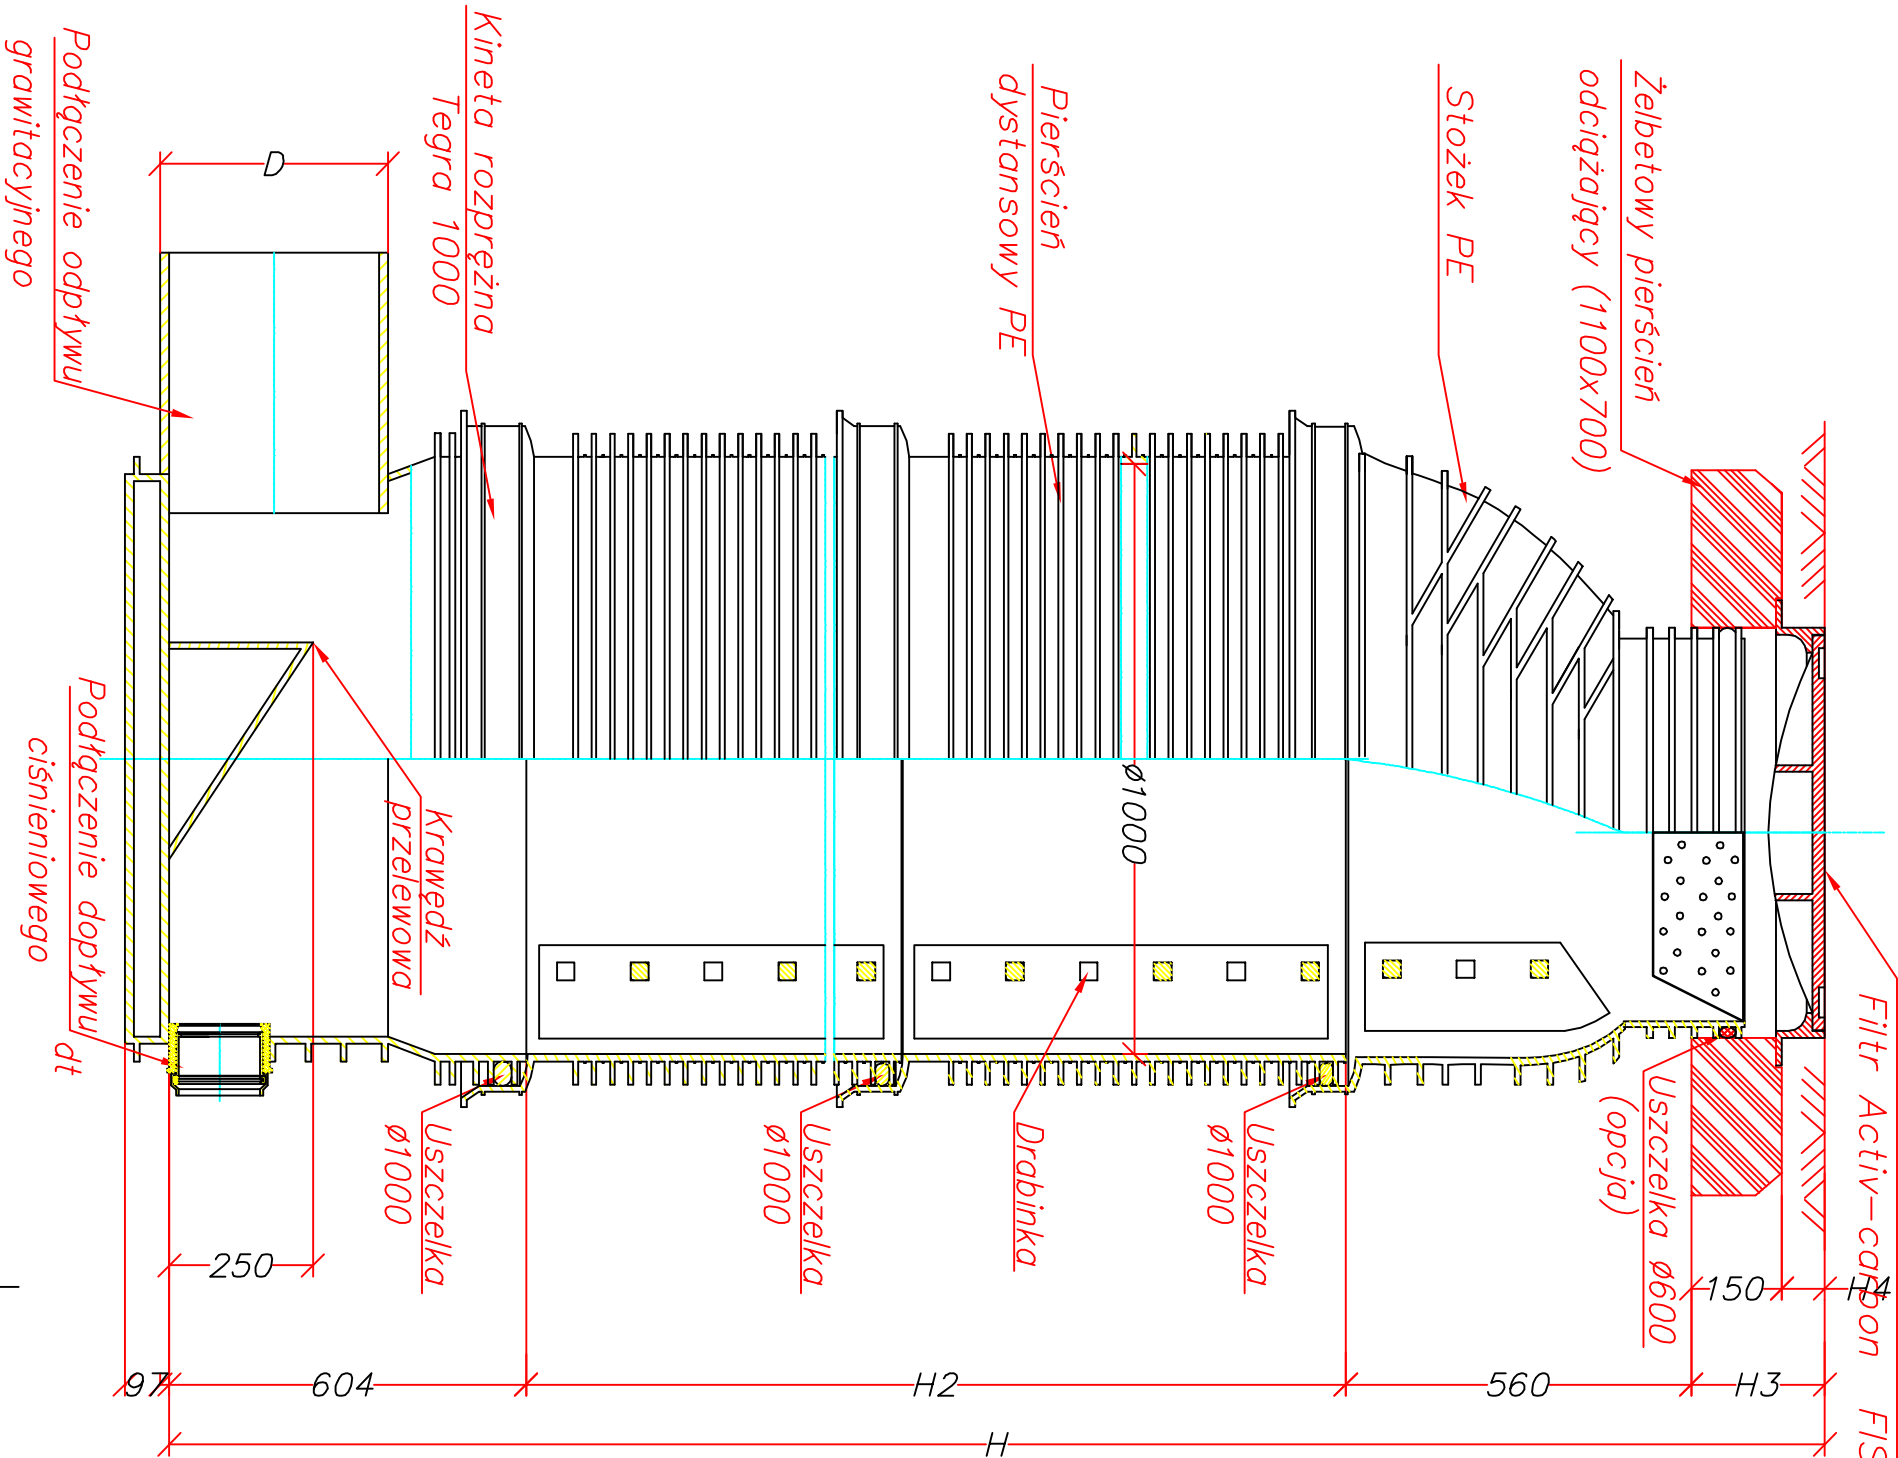 Filtr Activ-carbon FIS
Żelbetowy pierścień
odciążający (1100x700)
Stożek PE
Pierścień
dystansowy PE
Kineta rozprężna
Tegra 1000
Podłączenie odpływu
grawitacyjnego
D
ø1000
Krawędź
przelewowa
Podłączenie dopływu dt
ciśnieniowego
Uszczelka ø600
(opcja)
Uszczelka
ø1000
Drabinka
Uszczelka
ø1000
Uszczelka
ø1000
250
150
H4
97
604
H2
560
H3
H